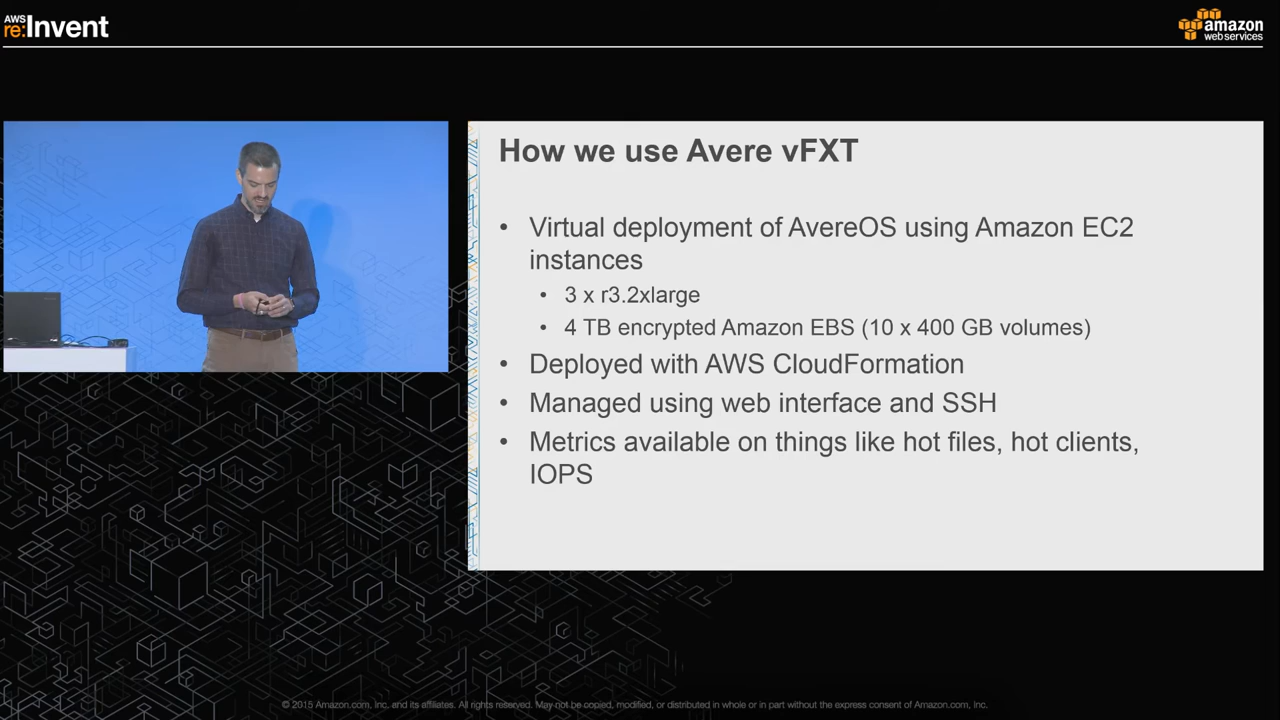 AWS
re:Invent
amazon
web services
How we use Avere vFXT
• Virtual deployment of AvereOS using Amazon EC2
instances
• 3 x r3.2xlarge
• 4 TB encrypted Amazon EBS (10 x 400 GB volumes)
• Deployed with AWS CloudFormation
• Managed using web interface and SSH
• Metrics available on things like hot files, hot clients,
IOPS
© 2015 Amazon.com, Inc. and its affiliates. All rights reserved. May not be copied, modified, or distributed in whole or in part without the express consent of Amazon.com, Inc.